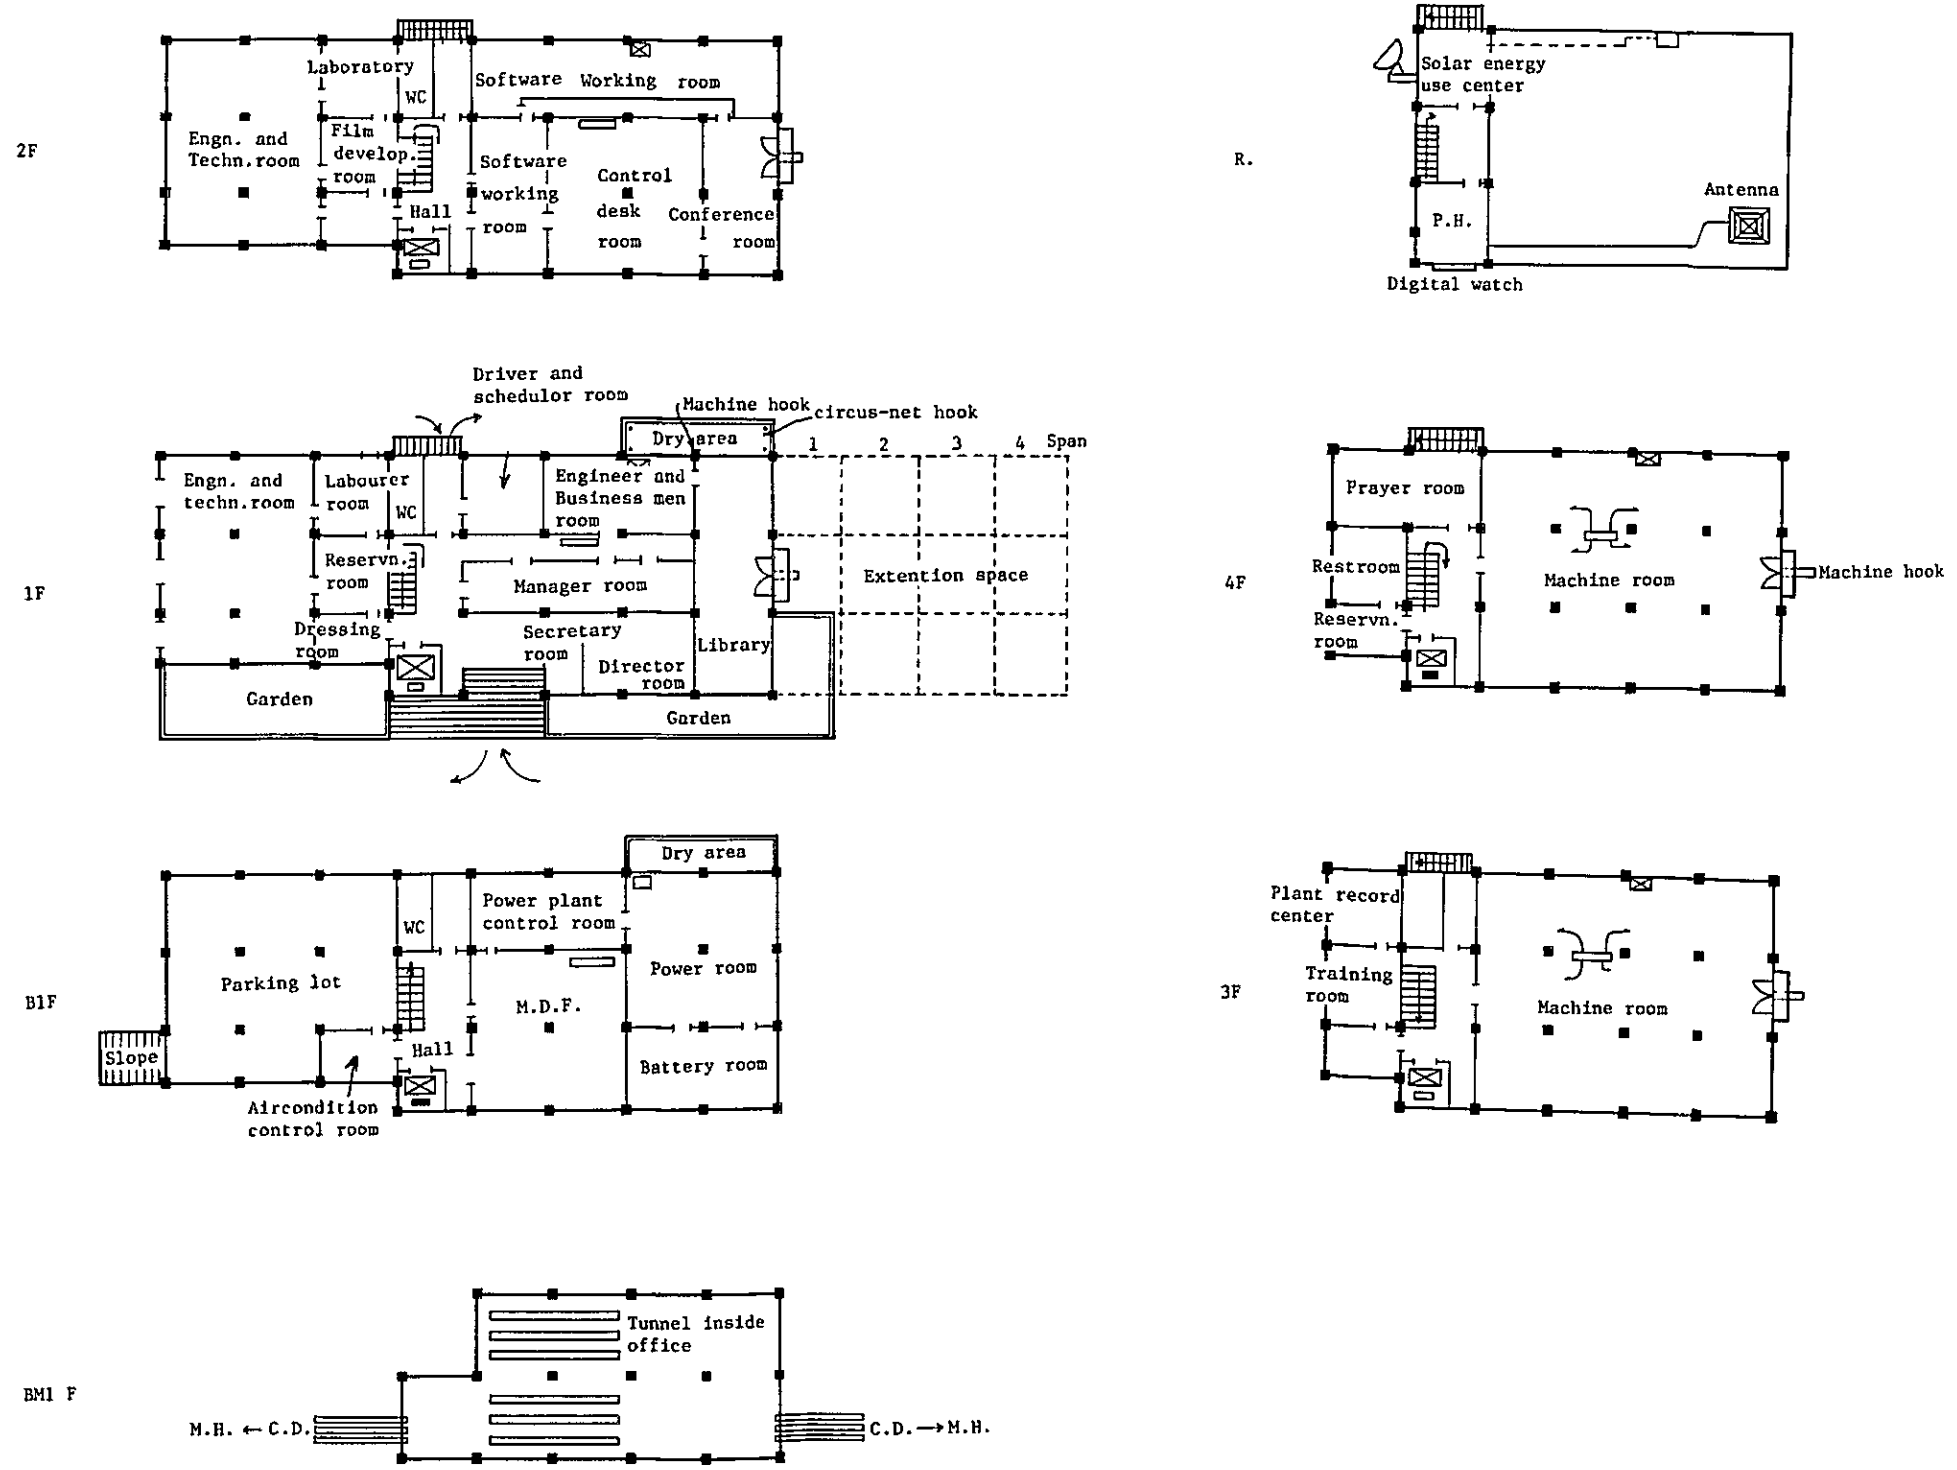 2F
Laboratory
WC
Software Working room
Engn. and
Techn.room
Film
develop.
room
Software
working
room
Control
desk
room
Conference
room
Hall
R.
Solar energy
use center
Antenna
P.H.
Digital watch
1F
Driver and
schedulor room
Machine hook
circus-net hook
Dry area
1 2 3 4 Span
Engn. and
techn.room
Labourer
room
WC
Engineer and
Business men
room
Reservn.
room
Manager room
Extention space
Dressing
room
Secretary
room
Director
room
Library
Garden
Garden
4F
Prayer room
Restroom
Machine room
Machine hook
Reservn.
room
B1F
Dry area
WC
Power plant
control room
Parking lot
Power room
M.D.F.
Slope
Hall
Battery room
Aircondition
control room
3F
Plant record
center
Training
room
Machine room
BM1 F
Tunnel inside
office
M.H. ← C.D.
C.D. → M.H.